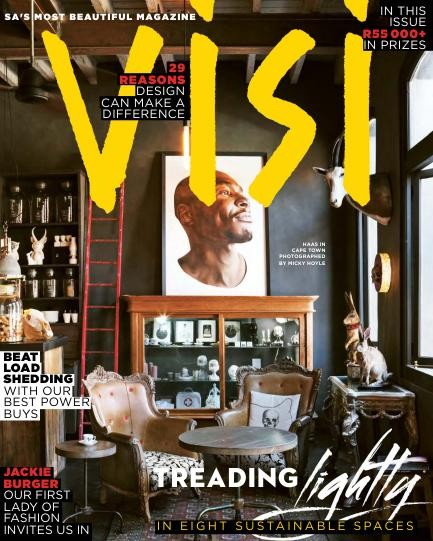 SA'S MOST BEAUTIFUL MAGAZINE
IN THIS
ISSUE
R55 000+
IN PRIZES
VISI
29
REASONS
DESIGN
CAN MAKE A
DIFFERENCE
HAAS IN
CAPE TOWN
PHOTOGRAPHED
BY MICKY HOYLE
BEAT
LOAD
SHEDDING
WITH OUR
BEST POWER
BUYS
JACKIE
BURGER
OUR FIRST
LADY OF
FASHION
INVITES US IN
TREADING lightly
IN EIGHT SUSTAINABLE SPACES